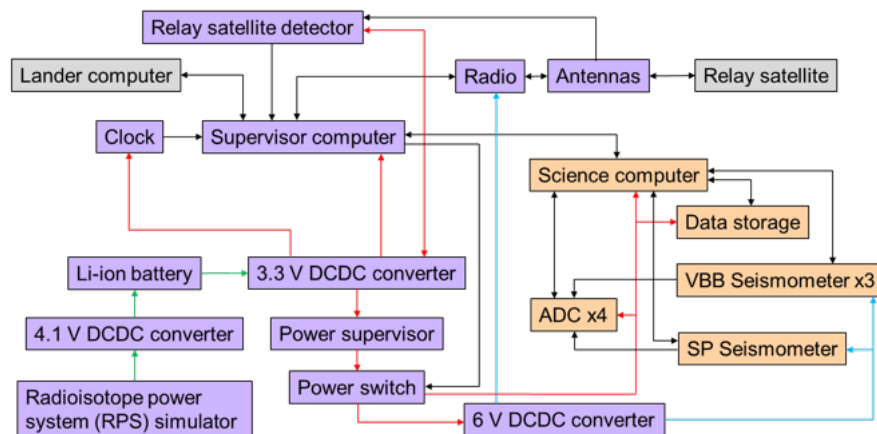 Relay satellite detector
Lander computer
Radio
Antennas
Relay satellite
Clock
Supervisor computer
Science computer
Data storage
Li-ion battery
3.3 V DCDC converter
VBB Seismometer x3
4.1 V DCDC converter
Power supervisor
ADC x4
SP Seismometer
Radioisotope power
system (RPS) simulator
Power switch
6 V DCDC converter